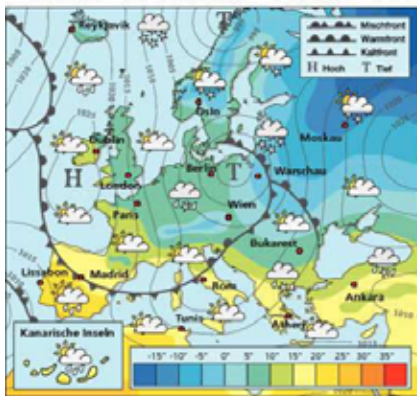 Reykjavik
T
Mischfront
Warmfront
Kaltfront
H Hoch T Tief
Oslo
Moskau
Dublin
Berlin
T
Warschau
H
London
Paris
Wien
Bukarest
Lissabon
Madrid
Rom
Ankara
Tunis
Athen
Kanarische Inseln
-15° -10° -5° 0° 5° 10° 15° 20° 25° 30° 35°